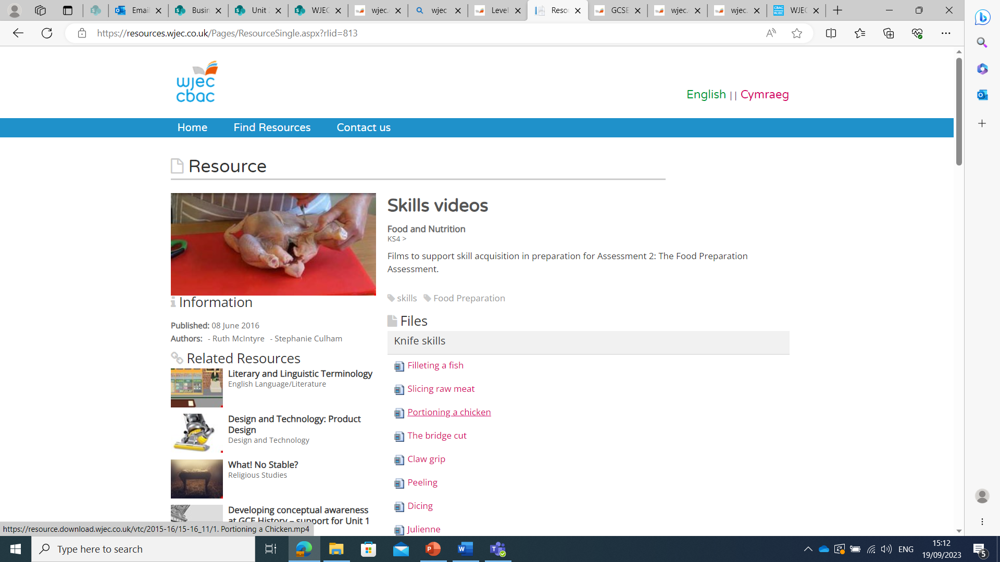 Email
Busin
Unit
WJEC
wjec.
wjec
Level
Reso
GCSE
wjec.
wjec.
CBAC
WJEC
WJEC
https://resources.wjec.co.uk/Pages/ResourceSingle.aspx?rIid=813
wjec
cbac
English || Cymraeg
Home Find Resources Contact us
Resource
Skills videos
Food and Nutrition
KS4 >
Films to support skill acquisition in preparation for Assessment 2: The Food Preparation
Assessment.
skills Food Preparation
Information
Published: 08 June 2016
Authors: - Ruth McIntyre - Stephanie Culham
Related Resources
Literary and Linguistic Terminology
English Language/Literature
Design and Technology: Product
Design
Design and Technology
What! No Stable?
Religious Studies
Developing conceptual awareness
at GCE History – support for Unit 1
Files
Knife skills
Filleting a fish
Slicing raw meat
Portioning a chicken
The bridge cut
Claw grip
Peeling
Dicing
Julienne
https://resource.download.wjec.co.uk/vtc/2015-16/15-16_11/1. Portioning a Chicken.mp4
Type here to search
ENG
15:12
19/09/2023
5